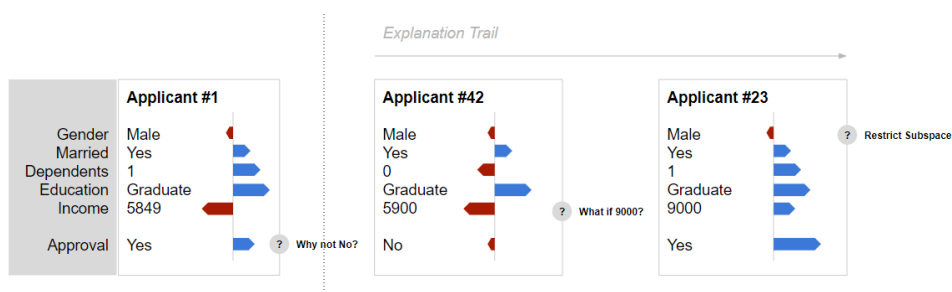 Explanation Trail
Applicant #1
Applicant #42
Applicant #23
Gender Male Male Male
? Restrict Subspace
Married Yes Yes Yes
Dependents 1 0 1
Education Graduate Graduate Graduate
Income 5849 5900 9000
? What if 9000?
Approval Yes No Yes
? Why not No?